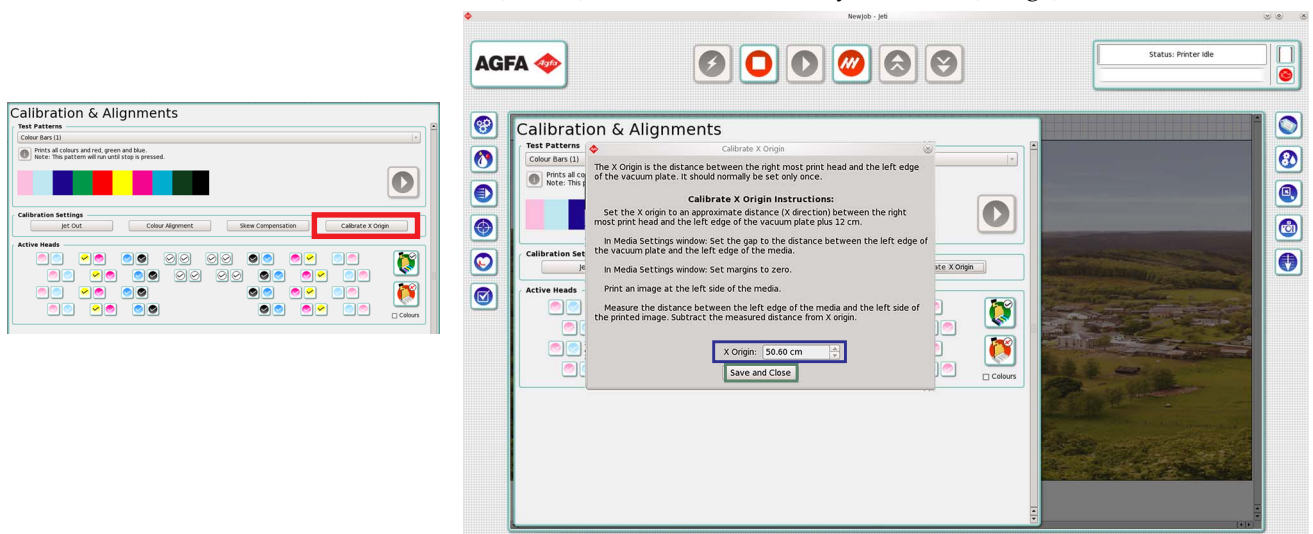 Calibration & Alignments
Test Patterns
Colour Bars (1)
Prints all colours and red, green and blue.
Note: This pattern will run until stop is pressed.
Calibration Settings
Jet Out
Colour Alignment
Skew Compensation
Calibrate X Origin
Active Heads
Colours
NewJob - Jeti
AGFA
Agfa
Status: Printer Idle
Calibration & Alignments
Test Patterns
Colour Bars (1)
Prints all co
Note: This p
Calibration Set
Je
ate X Origin
Active Heads
Colours
Calibrate X Origin
The X Origin is the distance between the right most print head and the left edge
of the vacuum plate. It should normally be set only once.
Calibrate X Origin Instructions:
Set the X origin to an approximate distance (X direction) between the right
most print head and the left edge of the vacuum plate plus 12 cm.
In Media Settings window: Set the gap to the distance between the left edge of
the vacuum plate and the left edge of the media.
In Media Settings window: Set margins to zero.
Print an image at the left side of the media.
Measure the distance between the left edge of the media and the left side of
the printed image. Subtract the measured distance from X origin.
X Origin: 50.60 cm
Save and Close